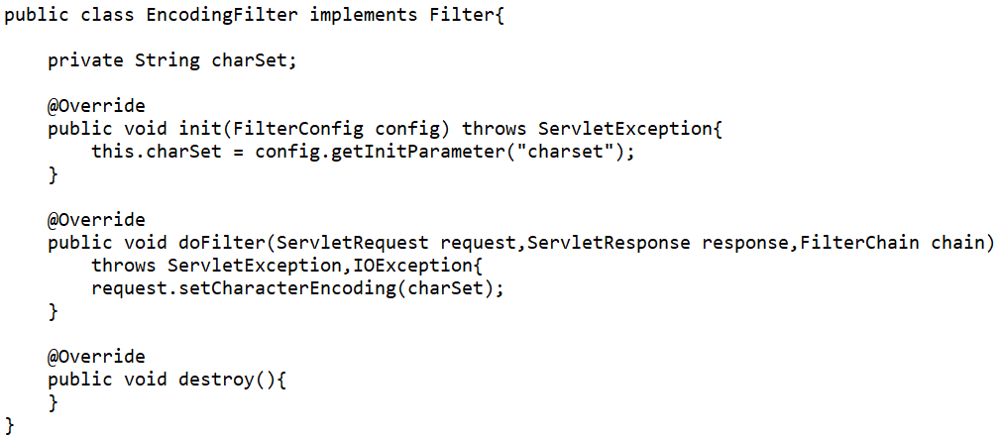 public class EncodingFilter implements Filter{
private String charSet;
@Override
public void init(FilterConfig config) throws ServletException{
this.charSet = config.getInitParameter("charset");
}
@Override
public void doFilter(ServletRequest request,ServletResponse response,FilterChain chain)
throws ServletException,IOException{
request.setCharacterEncoding(charSet);
}
@Override
public void destroy(){
}
}